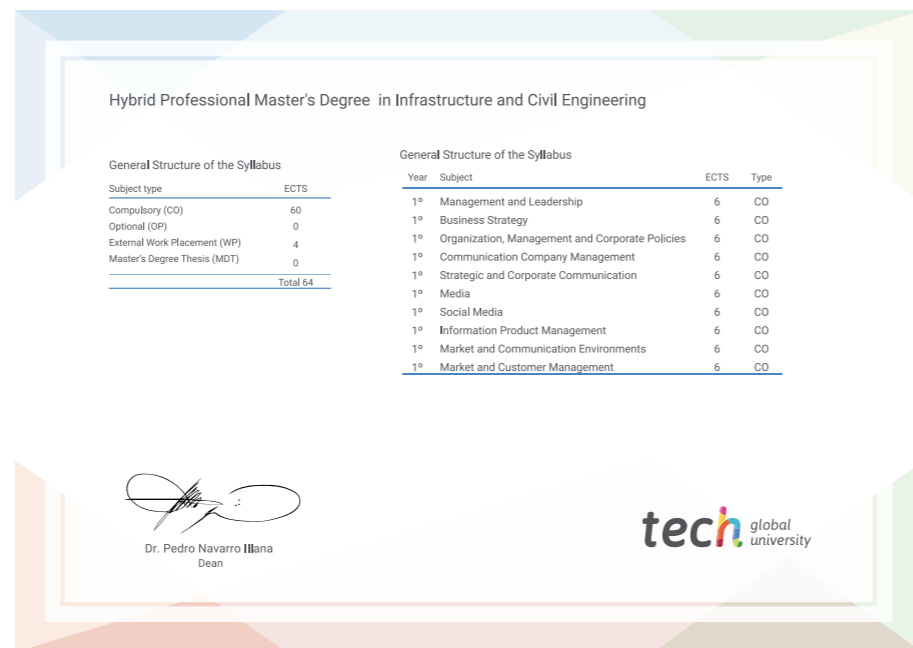 Hybrid Professional Master's Degree in Infrastructure and Civil Engineering
General Structure of the Syllabus
Subject type ECTS
Compulsory (CO) 60
Optional (OP) 0
External Work Placement (WP) 4
Master's Degree Thesis (MDT) 0
Total 64
General Structure of the Syllabus
Year Subject ECTS Type
1º Management and Leadership 6 CO
1º Business Strategy 6 CO
1º Organization, Management and Corporate Policies 6 CO
1º Communication Company Management 6 CO
1º Strategic and Corporate Communication 6 CO
1º Media 6 CO
1º Social Media 6 CO
1º Information Product Management 6 CO
1º Market and Communication Environments 6 CO
1º Market and Customer Management 6 CO
Dr. Pedro Navarro Illana
Dean
tech global
university